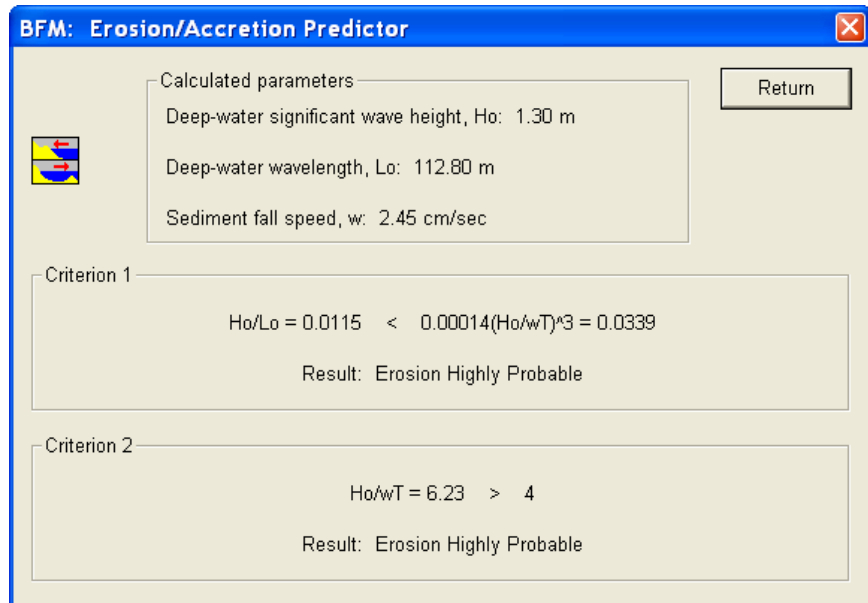 BFM: Erosion/Accretion Predictor
Calculated parameters
Return
Deep-water significant wave height, Ho: 1.30 m
Deep-water wavelength, Lo: 112.80 m
Sediment fall speed, w: 2.45 cm/sec
Criterion 1
Ho/Lo = 0.0115 < 0.00014(Ho/wT)^3 = 0.0339
Result: Erosion Highly Probable
Criterion 2
Ho/wT = 6.23 > 4
Result: Erosion Highly Probable